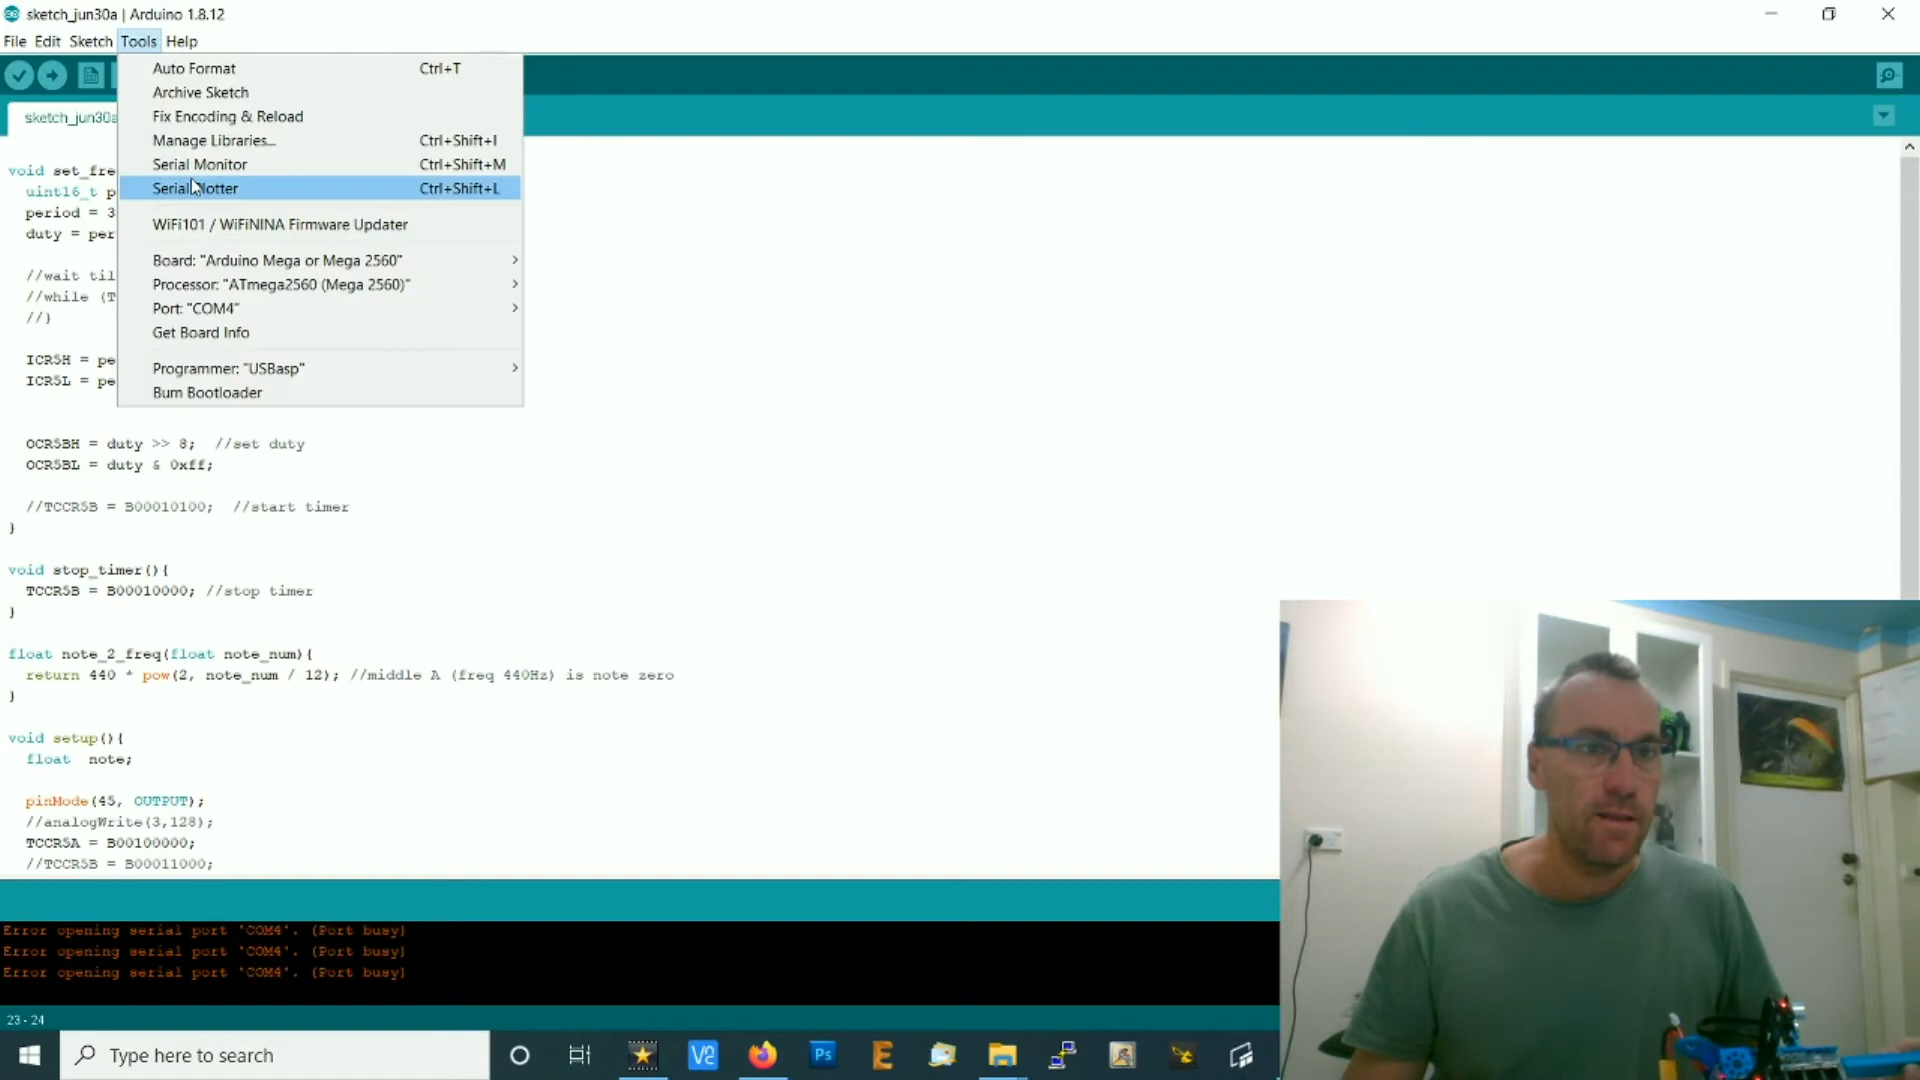 sketch_jun30a | Arduino 1.8.12
File Edit Sketch Tools Help
Auto Format Ctrl+T
Archive Sketch
Fix Encoding & Reload
sketch_jun30a
Manage Libraries... Ctrl+Shift+I
Serial Monitor Ctrl+Shift+M
void set_fre
Serial Plotter Ctrl+Shift+L
uint16_t p
period = 3
WiFi101 / WiFiNINA Firmware Updater
duty = per
Board: "Arduino Mega or Mega 2560"
//wait til
Processor: "ATmega2560 (Mega 2560)"
//while (T
Port: "COM4"
//}
Get Board Info
ICR5H = pe
Programmer: "USBasp"
ICR5L = pe
Burn Bootloader
OCR5BH = duty >> 8; //set duty
OCR5BL = duty & 0xff;
//TCCR5B = B00010100; //start timer
}
void stop_timer(){
TCCR5B = B00010000; //stop timer
}
float note_2_freq(float note_num){
return 440 * pow(2, note_num / 12); //middle A (freq 440Hz) is note zero
}
void setup(){
float note;
pinMode(45, OUTPUT);
//analogWrite(3,128);
TCCR5A = B00100000;
//TCCR5B = B00011000;
Error opening serial port 'COM4'. (Port busy)
Error opening serial port 'COM4'. (Port busy)
Error opening serial port 'COM4'. (Port busy)
23 - 24
Type here to search
Ps